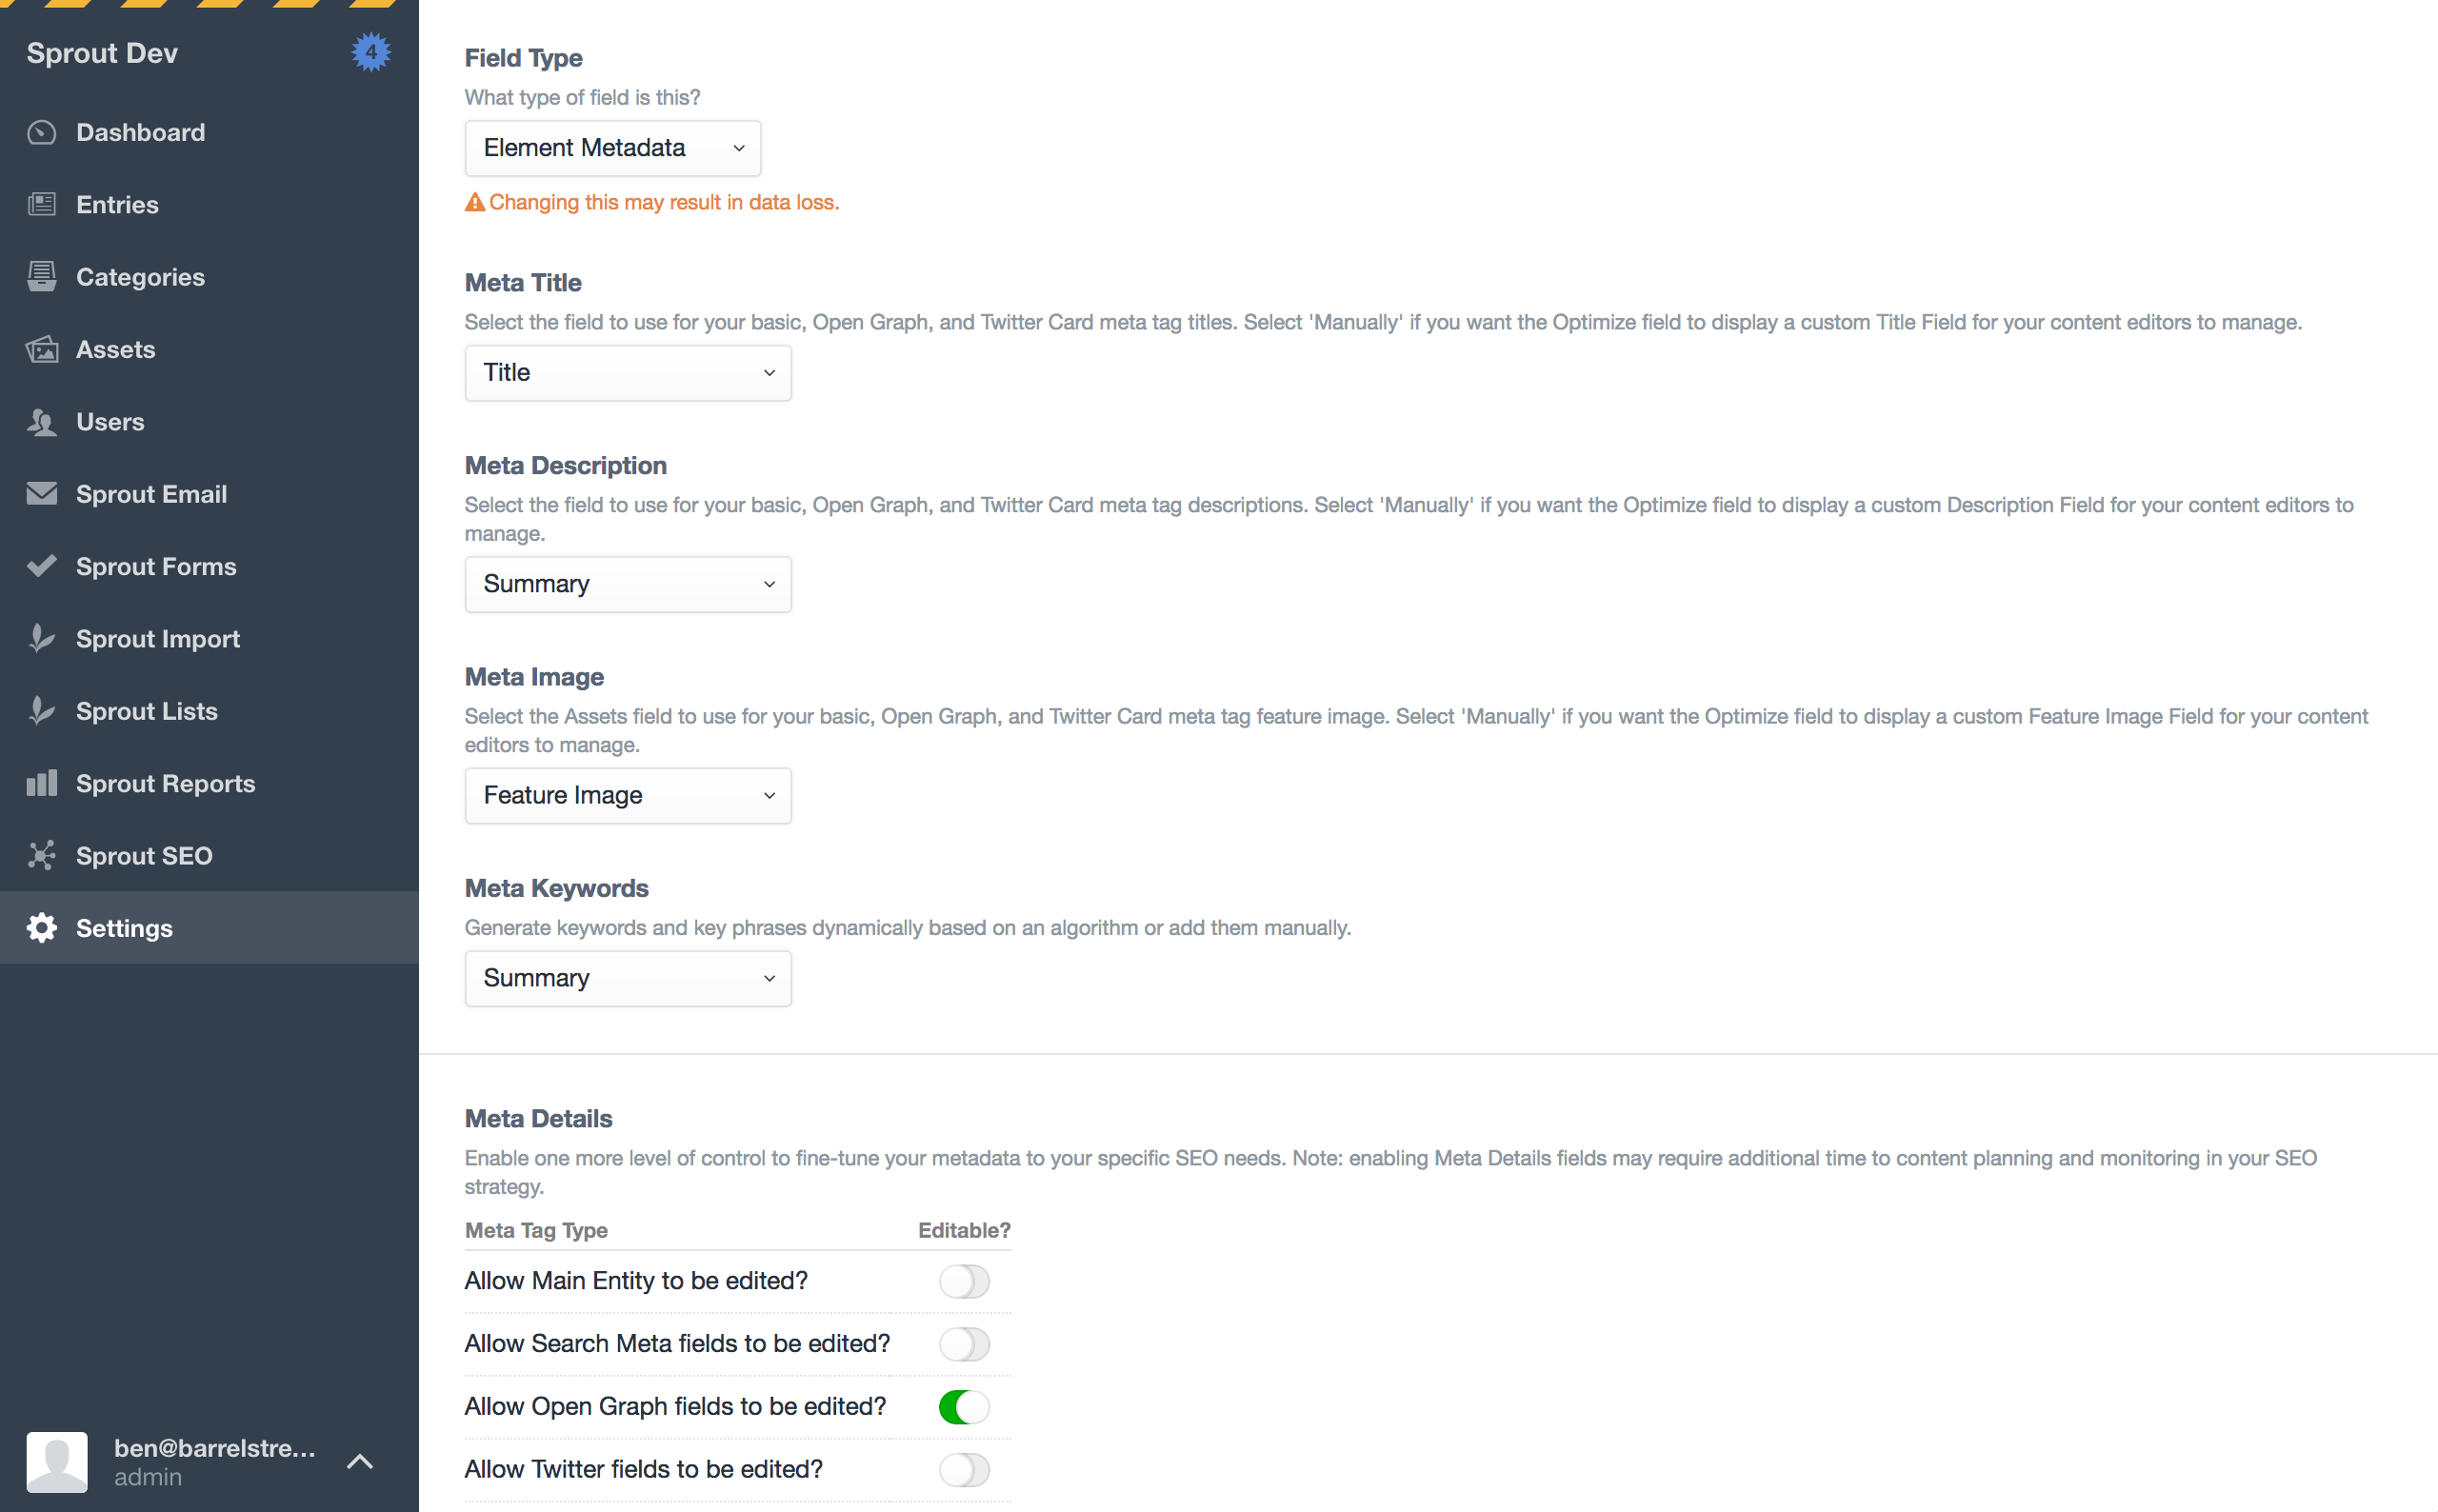 Sprout Dev
4
Dashboard
Entries
Categories
Assets
Users
Sprout Email
Sprout Forms
Sprout Import
Sprout Lists
Sprout Reports
Sprout SEO
Settings
ben@barrelstre...
admin
Field Type
What type of field is this?
Element Metadata
Changing this may result in data loss.
Meta Title
Select the field to use for your basic, Open Graph, and Twitter Card meta tag titles. Select 'Manually' if you want the Optimize field to display a custom Title Field for your content editors to manage.
Title
Meta Description
Select the field to use for your basic, Open Graph, and Twitter Card meta tag descriptions. Select 'Manually' if you want the Optimize field to display a custom Description Field for your content editors to
manage.
Summary
Meta Image
Select the Assets field to use for your basic, Open Graph, and Twitter Card meta tag feature image. Select 'Manually' if you want the Optimize field to display a custom Feature Image Field for your content
editors to manage.
Feature Image
Meta Keywords
Generate keywords and key phrases dynamically based on an algorithm or add them manually.
Summary
Meta Details
Enable one more level of control to fine-tune your metadata to your specific SEO needs. Note: enabling Meta Details fields may require additional time to content planning and monitoring in your SEO
strategy.
Meta Tag Type Editable?
Allow Main Entity to be edited?
Allow Search Meta fields to be edited?
Allow Open Graph fields to be edited?
Allow Twitter fields to be edited?